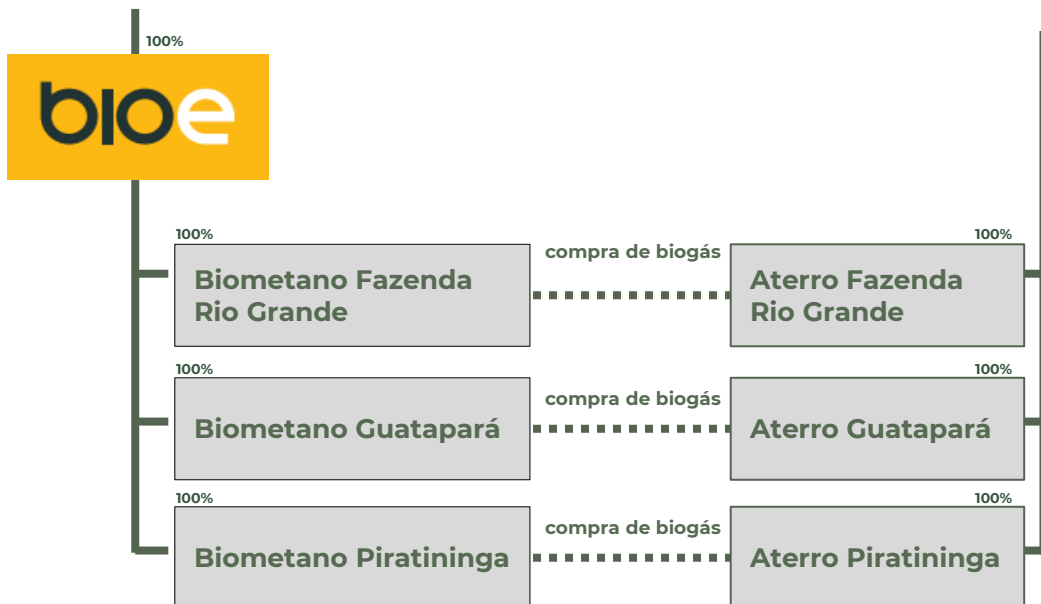 100%
bioe
100%
compra de biogás
100%
Biometano Fazenda
Rio Grande
Aterro Fazenda
Rio Grande
100%
compra de biogás
100%
Biometano Guatapará
Aterro Guatapará
100%
compra de biogás
100%
Biometano Piratininga
Aterro Piratininga